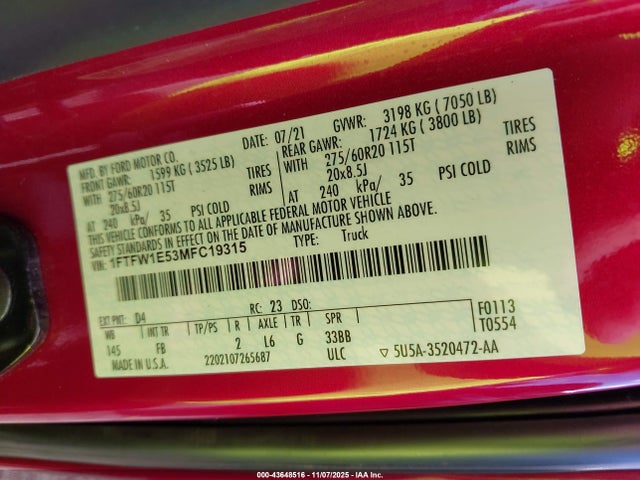 MFD. BY FORD MOTOR CO.
DATE: 07/21 GVWR: 3198 KG ( 7050 LB)
FRONT GAWR: 1599 KG ( 3525 LB) REAR GAWR: 1724 KG ( 3800 LB)
WITH 275/60R20 115T TIRES WITH 275/60R20 115T TIRES
20x8.5J RIMS 20x8.5J RIMS
AT 240 kPa/ 35 PSI COLD AT 240 kPa/ 35 PSI COLD
THIS VEHICLE CONFORMS TO ALL APPLICABLE FEDERAL MOTOR VEHICLE
SAFETY STANDARDS IN EFFECT ON THE DATE OF MANUFACTURE SHOWN ABOVE.
VIN: 1FTFW1E53MFC19315 TYPE: Truck
EXT PNT: D4 RC: 23 DSO: F0113
WB INT TR TP/PS R AXLE TR SPR T0554
145 FB 2 L6 G 33BB
MADE IN U.S.A. 2202107265687 ULC ▽ 5U5A-3520472-AA
000-43648516 - 11/07/2025 - IAA Inc.